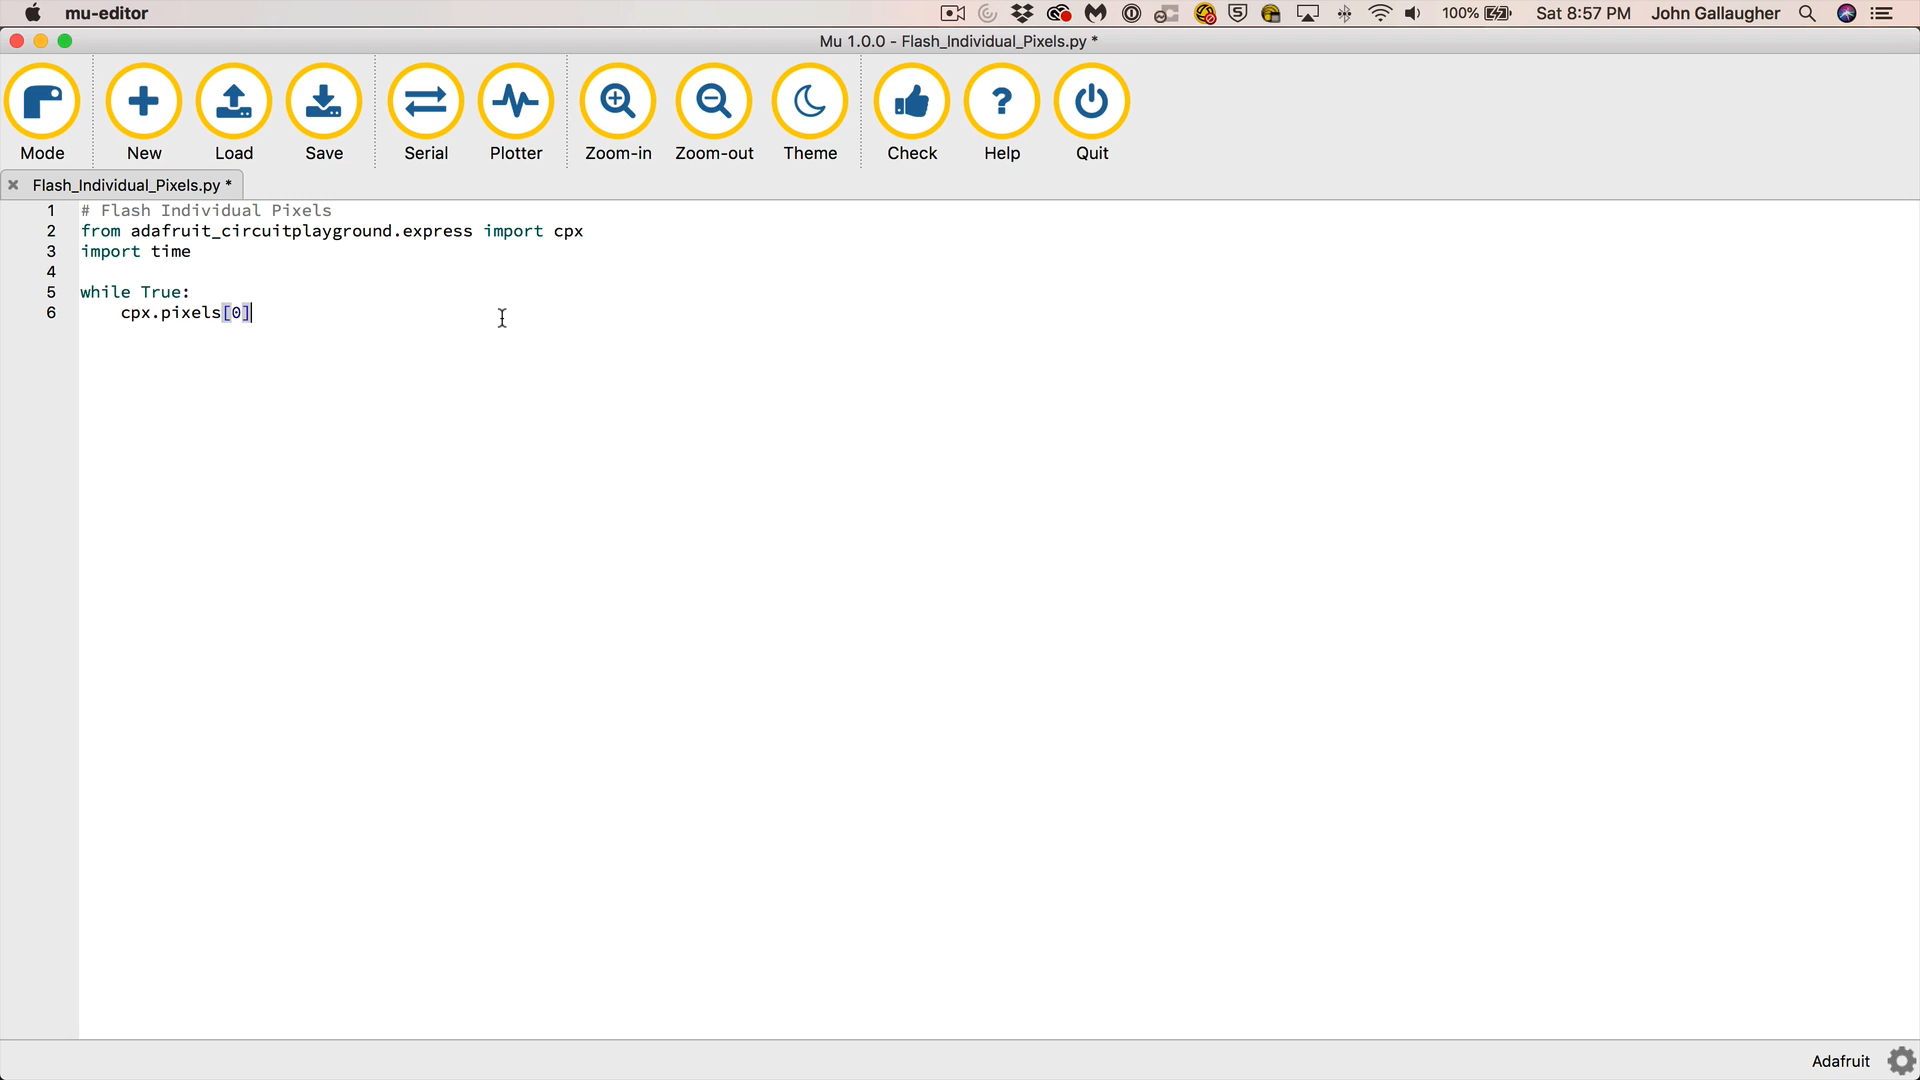 mu-editor 100% Sat 8:57 PM John Gallaugher
Mu 1.0.0 - Flash_Individual_Pixels.py *
Mode New Load Save Serial Plotter Zoom-in Zoom-out Theme Check Help Quit
Flash_Individual_Pixels.py *
1 # Flash Individual Pixels
2 from adafruit_circuitplayground.express import cpx
3 import time
4
5 while True:
6 cpx.pixels[0]
Adafruit